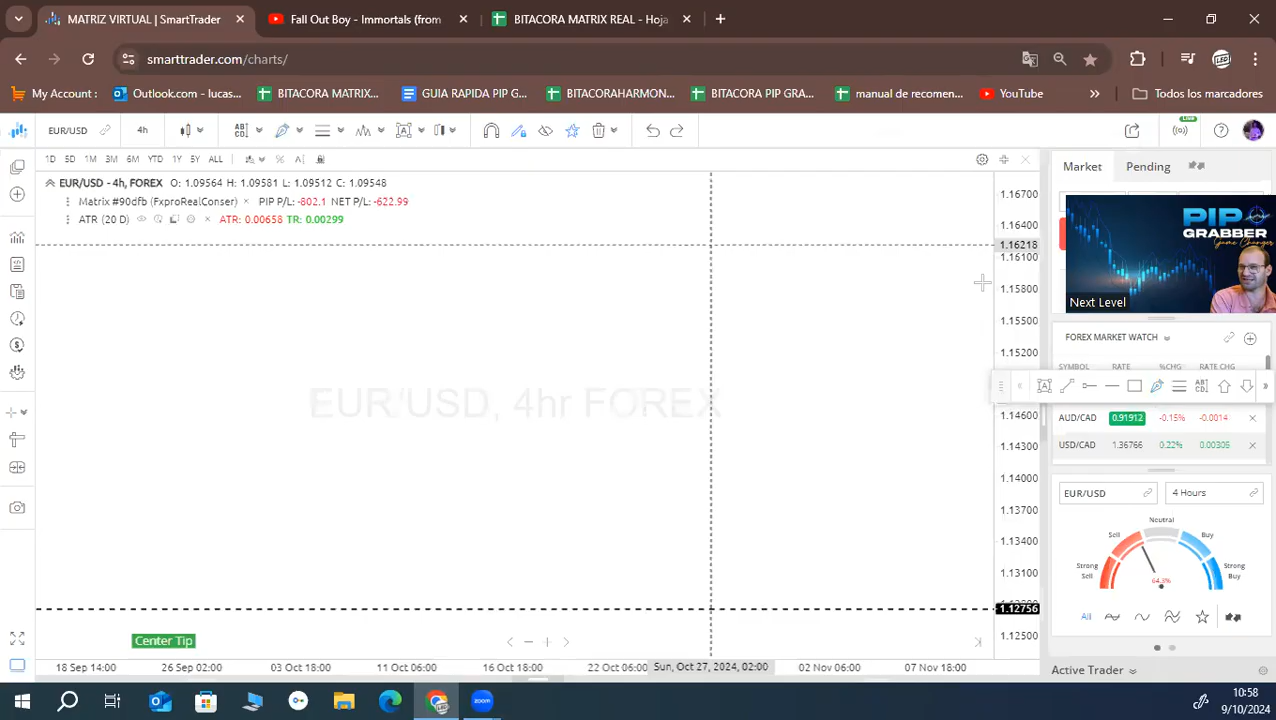 MATRIZ VIRTUAL | SmartTrader
Fall Out Boy - Immortals (from
BITACORA MATRIX REAL - Hoja
smarttrader.com/charts/
My Account :
Outlook.com - lucas...
BITACORA MATRIX...
GUIA RAPIDA PIP G...
BITACORAHARMON...
BITACORA PIP GRA...
manual de recomen...
YouTube
Todos los marcadores
EUR/USD
4h
LIVE
1D 5D 1M 3M 6M YTD 1Y 5Y ALL
EUR/USD - 4h, FOREX O: 1.09564 H: 1.09581 L: 1.09512 C: 1.09548
Matrix #90dfb (FxproRealConser) × PIP P/L: -802.1 NET P/L: -622.99
ATR (20 D) ATR: 0.00658 TR: 0.00299
EUR/USD, 4hr FOREX
1.16700
1.16400
1.16218
1.16100
1.15800
1.15500
1.15200
1.14600
1.14300
1.14000
1.13700
1.13400
1.13100
1.12756
1.12500
Center Tip
18 Sep 14:00
26 Sep 02:00
03 Oct 18:00
11 Oct 06:00
16 Oct 18:00
22 Oct 06:00
Sun, Oct 27, 2024, 02:00
02 Nov 06:00
07 Nov 18:00
Market
Pending
PIP
GRABBER
Game Changer
Next Level
FOREX MARKET WATCH
SYMBOL RATE %CHG RATE CHG
AUD/CAD 0.91912 -0.15% -0.0014
USD/CAD 1.36766 0.22% 0.00305
EUR/USD
4 Hours
Neutral
Sell
Buy
Strong Sell
Strong Buy
64.3%
All
Active Trader
zoom
10:58
9/10/2024